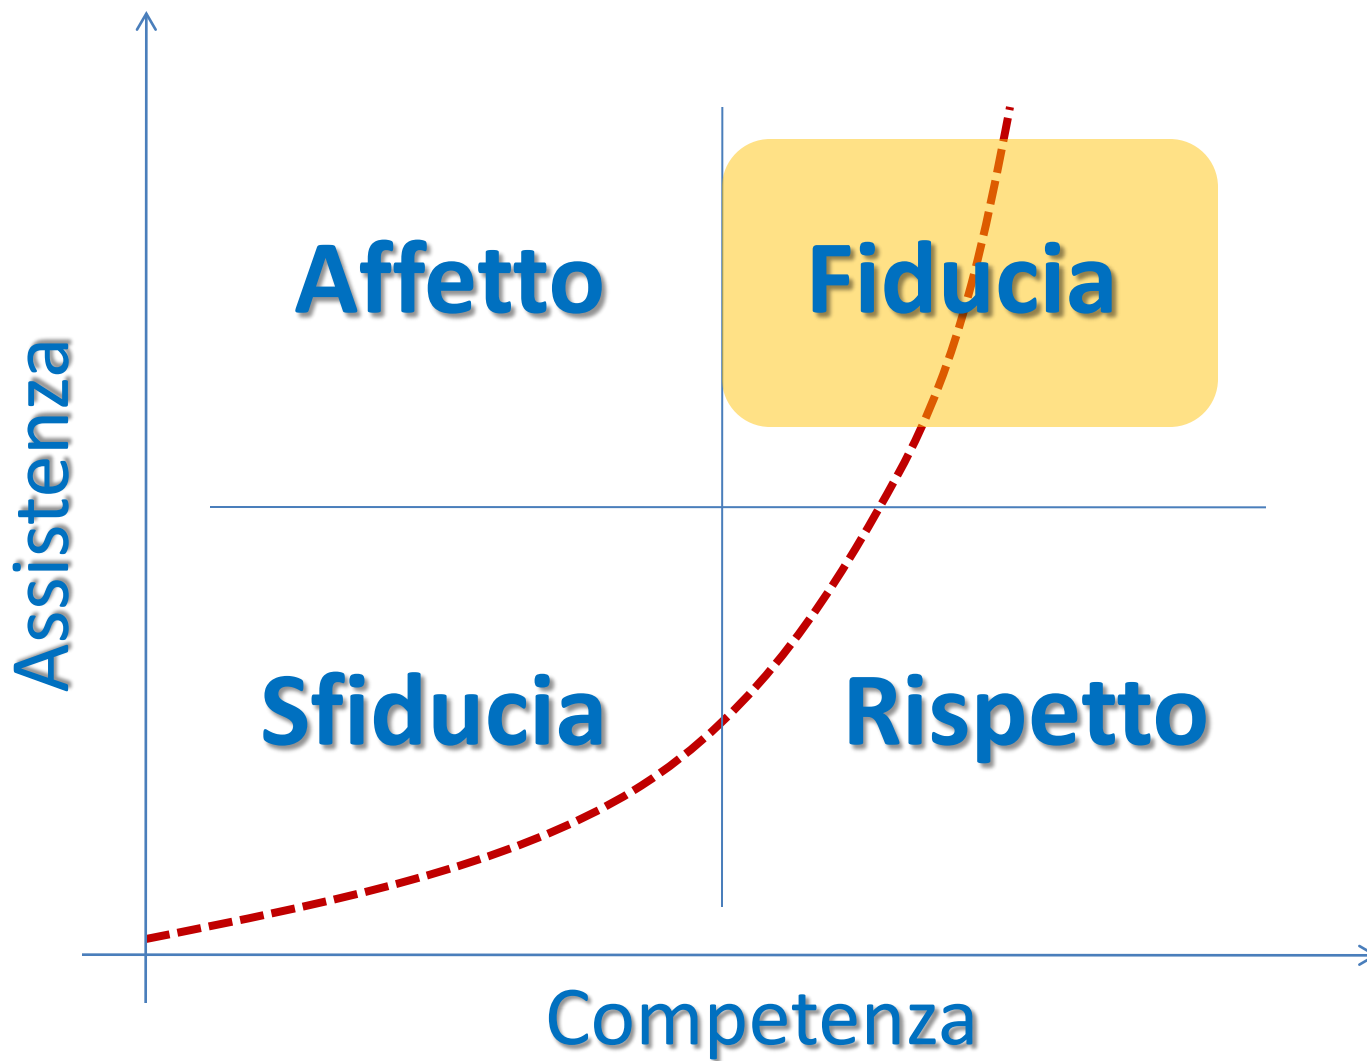 Affetto
Fiducia
Assistenza
Sfiducia
Rispetto
Competenza